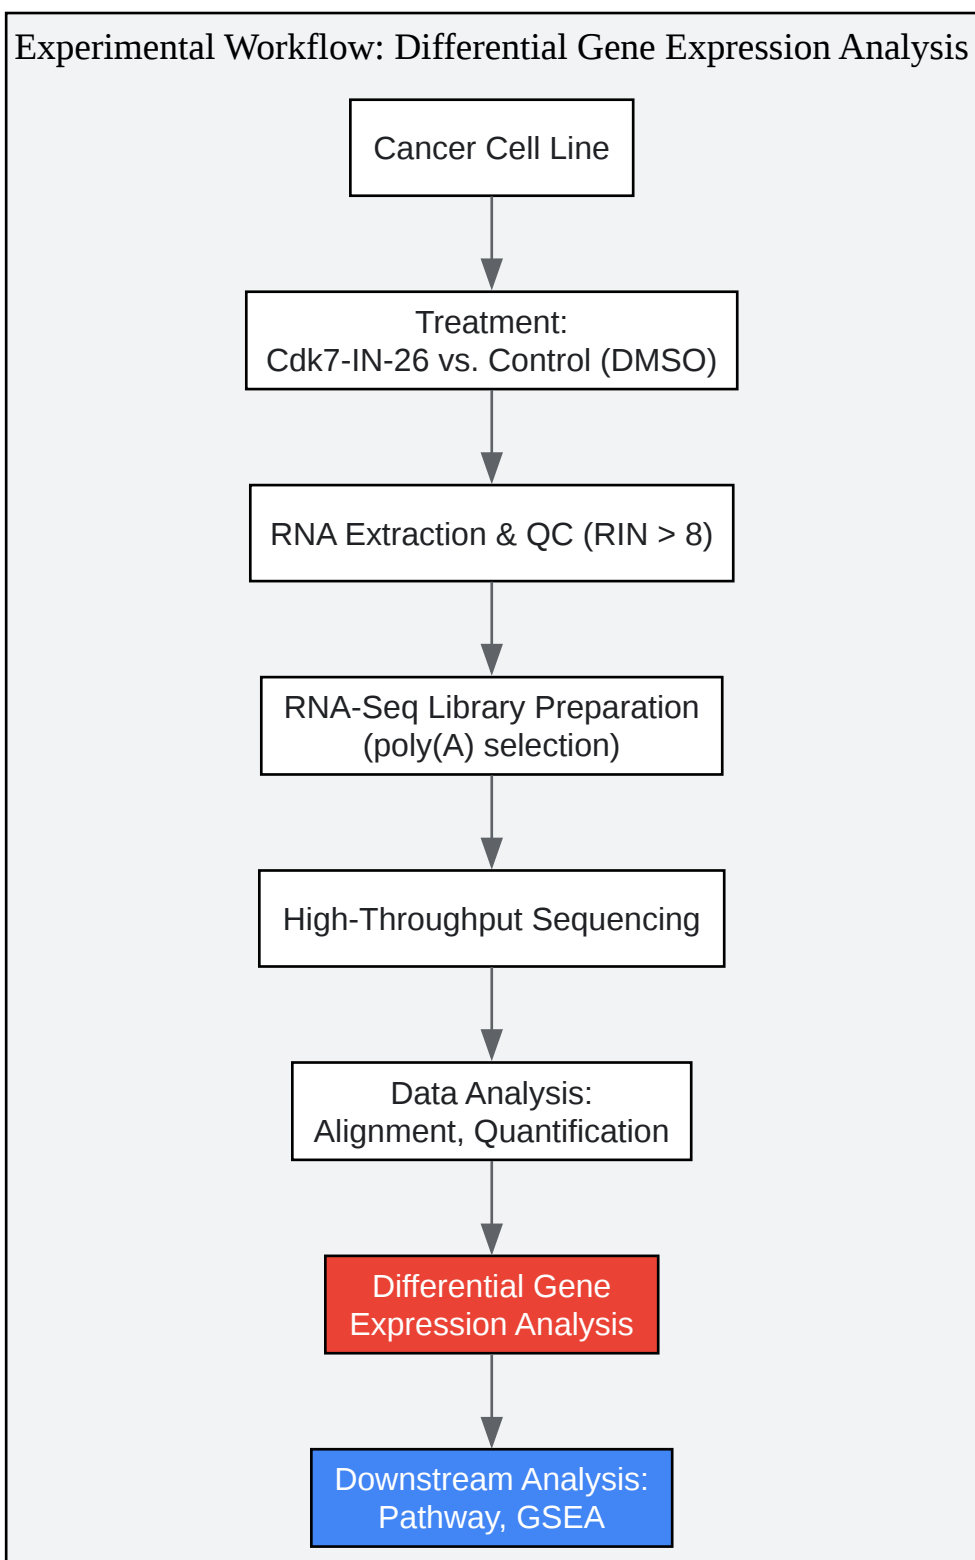 Experimental Workflow: Differential Gene Expression Analysis
Cancer Cell Line
Treatment:
Cdk7-IN-26 vs. Control (DMSO)
RNA Extraction & QC (RIN > 8)
RNA-Seq Library Preparation
(poly(A) selection)
High-Throughput Sequencing
Data Analysis:
Alignment, Quantification
Differential Gene
Expression Analysis
Downstream Analysis:
Pathway, GSEA